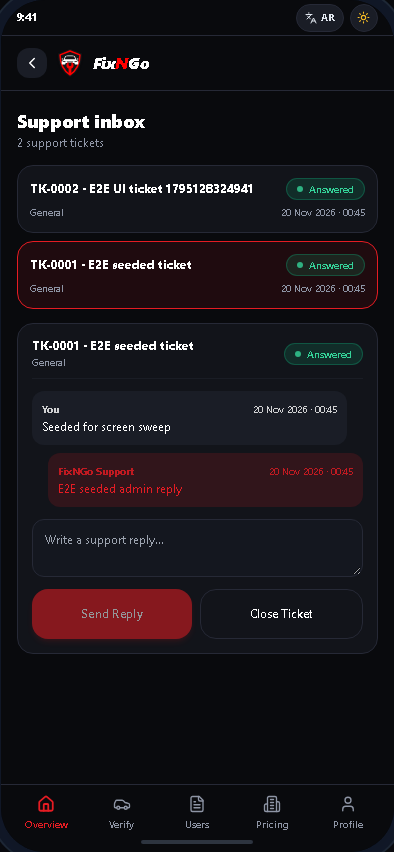 9:41
AR
FixNGo
Support inbox
2 support tickets
TK-0002 - E2E UI ticket 1795128324941
Answered
General
20 Nov 2026 · 00:45
TK-0001 - E2E seeded ticket
Answered
General
20 Nov 2026 · 00:45
TK-0001 - E2E seeded ticket
General
Answered
You
20 Nov 2026 · 00:45
Seeded for screen sweep
FixNGo Support
20 Nov 2026 · 00:45
E2E seeded admin reply
Write a support reply...
Send Reply
Close Ticket
Overview
Verify
Users
Pricing
Profile